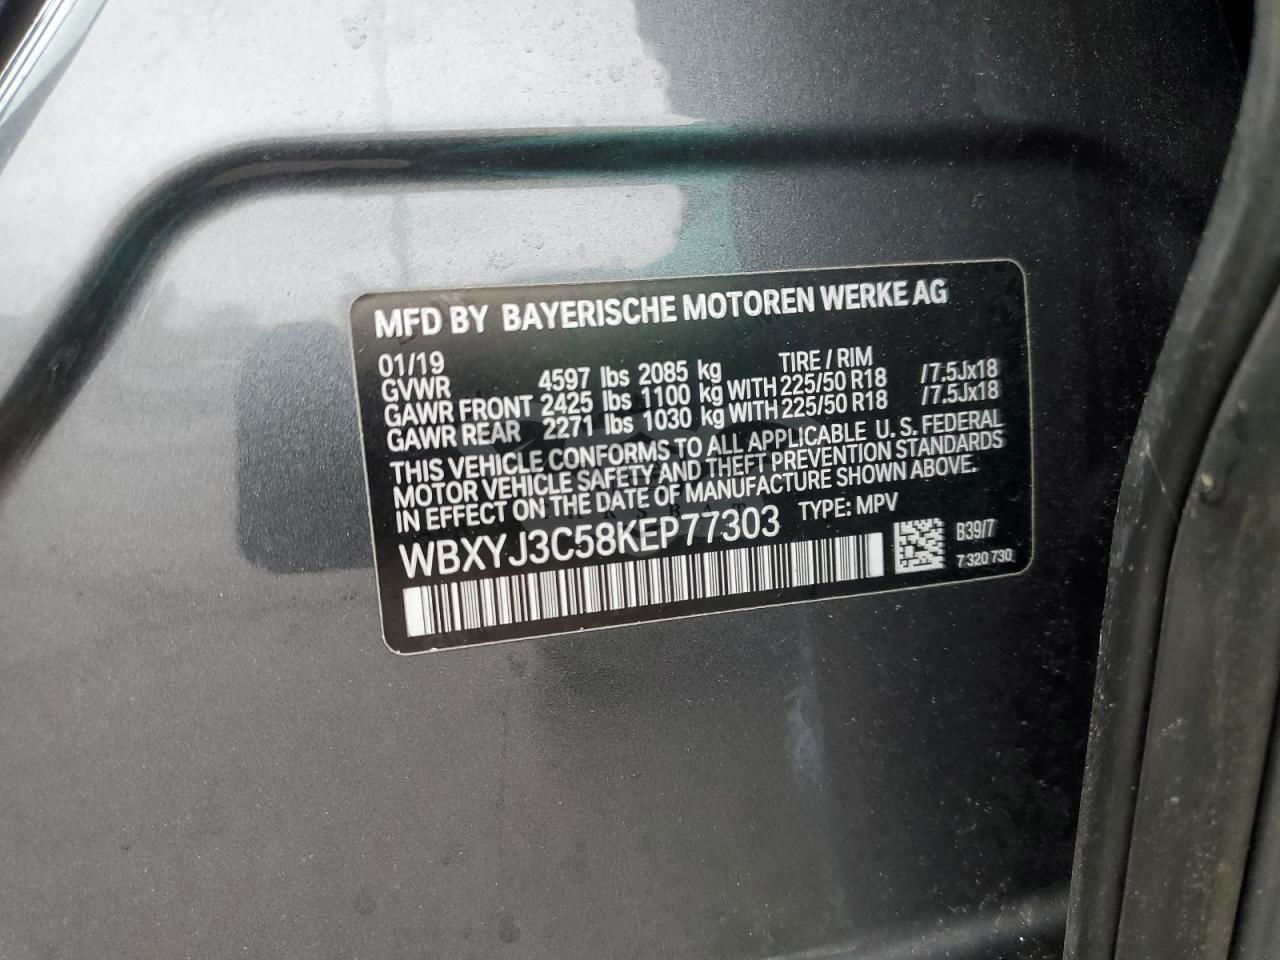 MFD BY BAYERISCHE MOTOREN WERKE AG
01/19 TIRE / RIM
GVWR 4597 lbs 2085 kg
GAWR FRONT 2425 lbs 1100 kg WITH 225/50 R18 /7.5Jx18
GAWR REAR 2271 lbs 1030 kg WITH 225/50 R18 /7.5Jx18
THIS VEHICLE CONFORMS TO ALL APPLICABLE U. S. FEDERAL
MOTOR VEHICLE SAFETY AND THEFT PREVENTION STANDARDS
IN EFFECT ON THE DATE OF MANUFACTURE SHOWN ABOVE.
WBXYJ3C58KEP77303 TYPE: MPV
B39/7
7 320 730